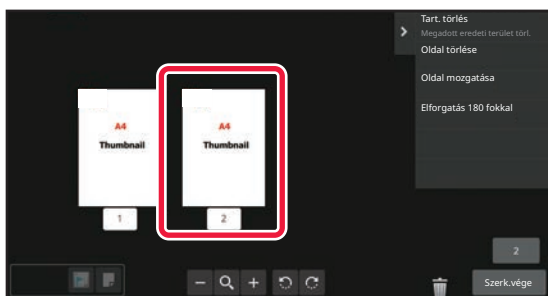 Tart. törlés
Megadott eredeti terület törl.
Oldal törlése
Oldal mozgatása
Elforgatás 180 fokkal
A4
Thumbnail
A4
Thumbnail
1
2
2
Szerk.vége